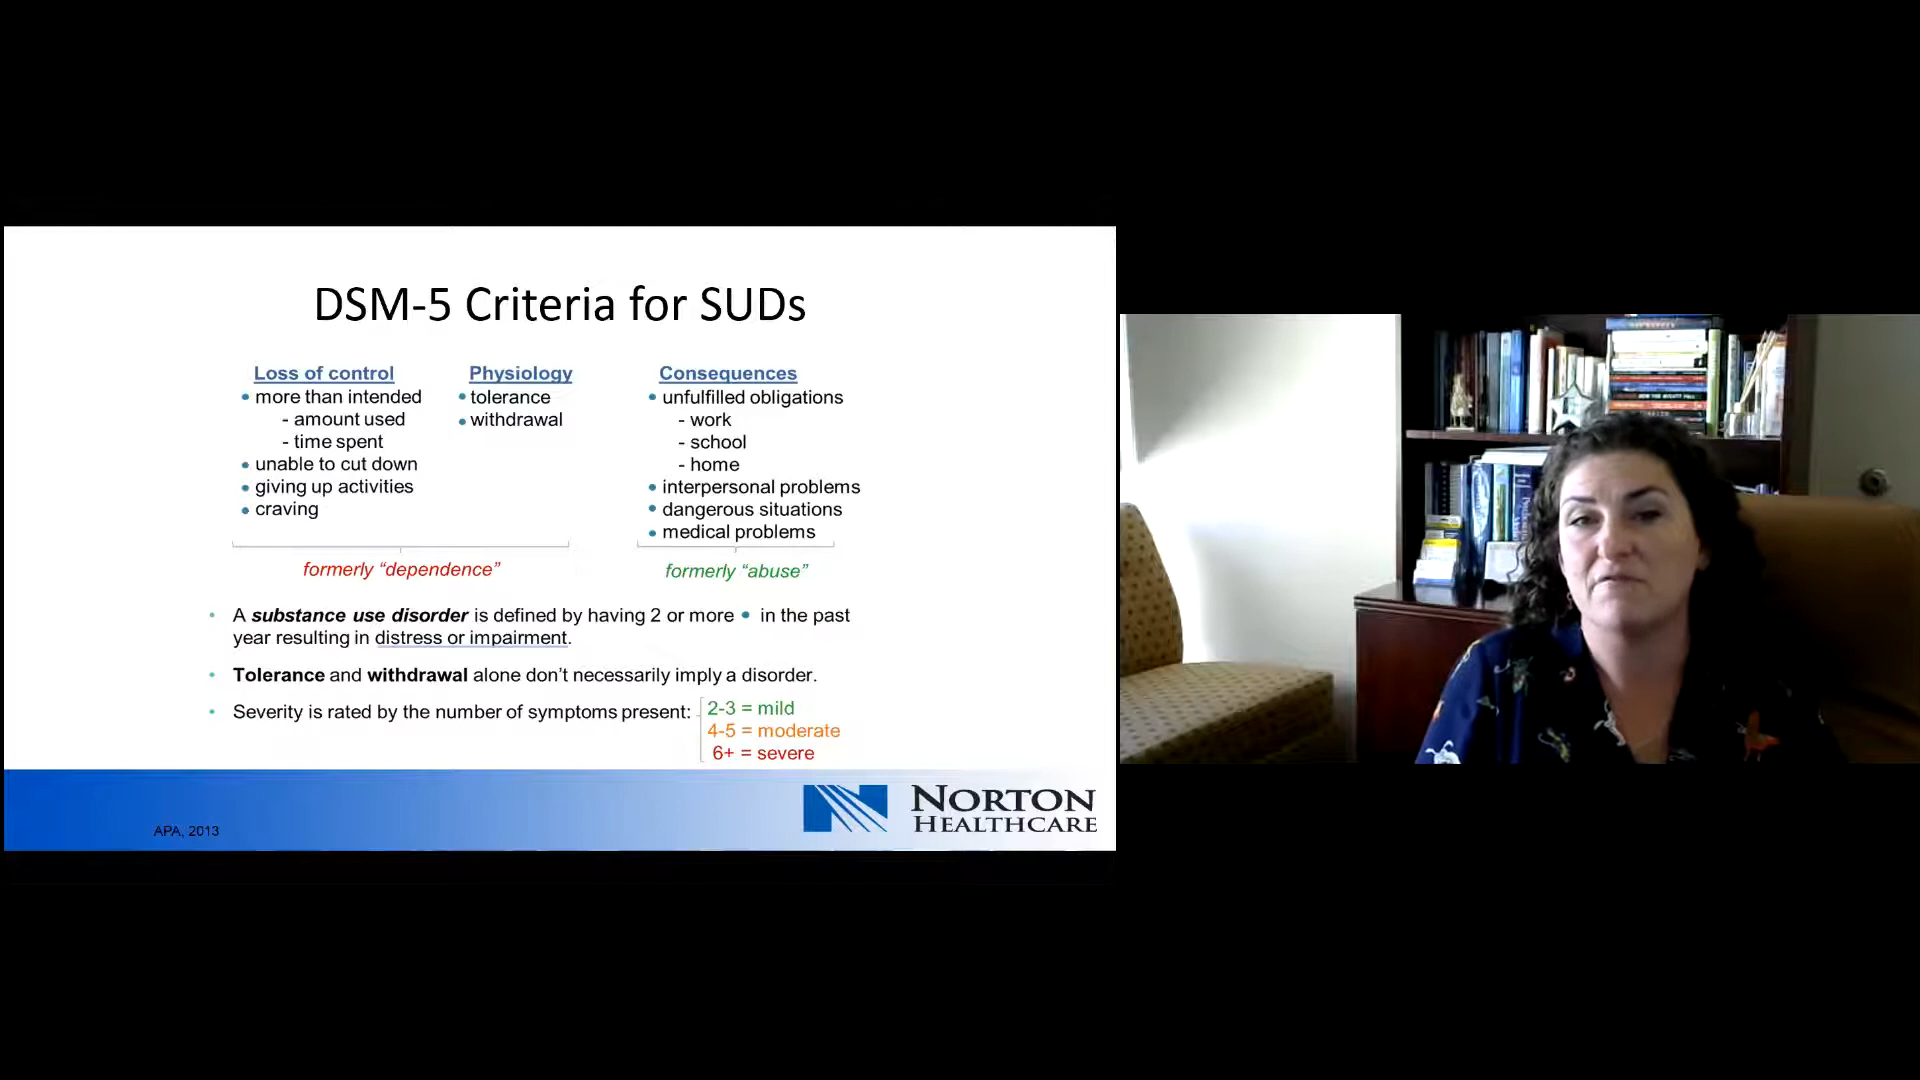 DSM-5 Criteria for SUDs
Loss of control
• more than intended
- amount used
- time spent
• unable to cut down
• giving up activities
• craving
Physiology
• tolerance
• withdrawal
Consequences
• unfulfilled obligations
- work
- school
- home
• interpersonal problems
• dangerous situations
• medical problems
formerly “dependence”
formerly “abuse”
• A substance use disorder is defined by having 2 or more • in the past
year resulting in distress or impairment.
• Tolerance and withdrawal alone don’t necessarily imply a disorder.
• Severity is rated by the number of symptoms present:
2-3 = mild
4-5 = moderate
6+ = severe
APA, 2013
NORTON
HEALTHCARE